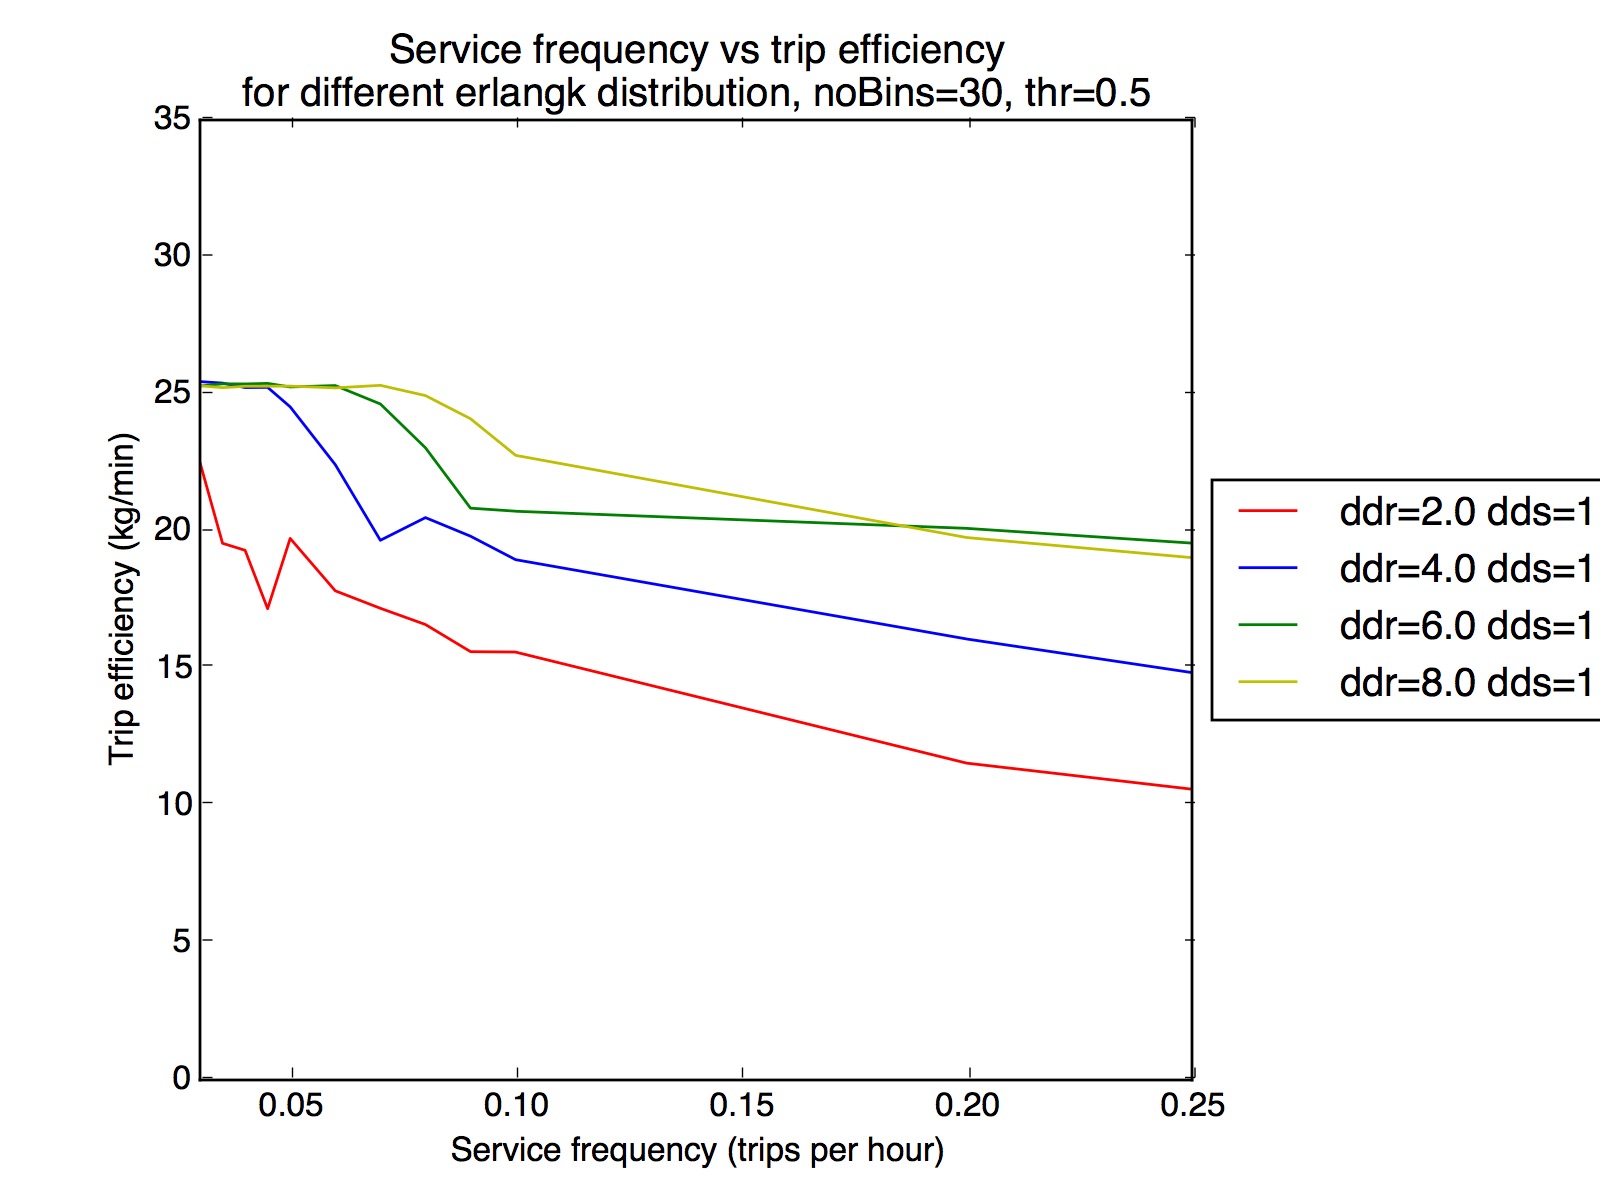 Service frequency vs trip efficiency
for different erlangk distribution, noBins=30, thr=0.5
35
30
25
20
15
10
5
0
Trip efficiency (kg/min)
0.05 0.10 0.15 0.20 0.25
Service frequency (trips per hour)
ddr=2.0 dds=1
ddr=4.0 dds=1
ddr=6.0 dds=1
ddr=8.0 dds=1